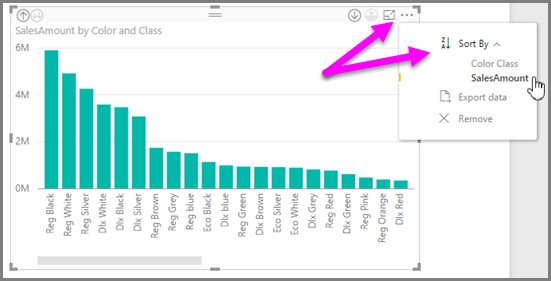 SalesAmount by Color and Class
6M
4M
2M
0M
Reg Black
Reg White
Reg Silver
Dlx White
Dlx Black
Dlx Silver
Reg Brown
Reg Grey
Reg blue
Eco Black
Dlx blue
Reg Green
Dlx Brown
Eco Silver
Eco White
Dlx Grey
Reg Red
Dlx Green
Reg Pink
Reg Orange
Dlx Red
Z
A
Sort By
Color Class
SalesAmount
Export data
Remove